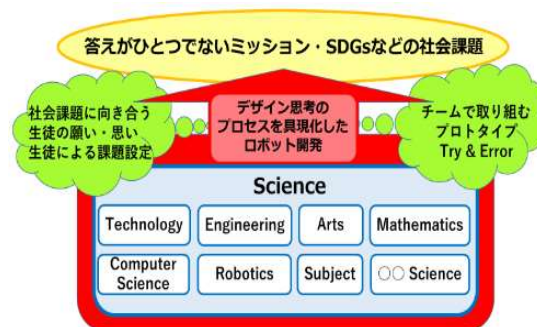 答えがひとつでないミッション・SDGsなどの社会課題
社会課題に向き合う
生徒の願い・思い
生徒による課題設定
デザイン思考の
プロセスを具現化した
ロボット開発
チームで取り組む
プロトタイプ
Try & Error
Science
Technology
Engineering
Arts
Mathematics
Computer
Science
Robotics
Subject
○○ Science